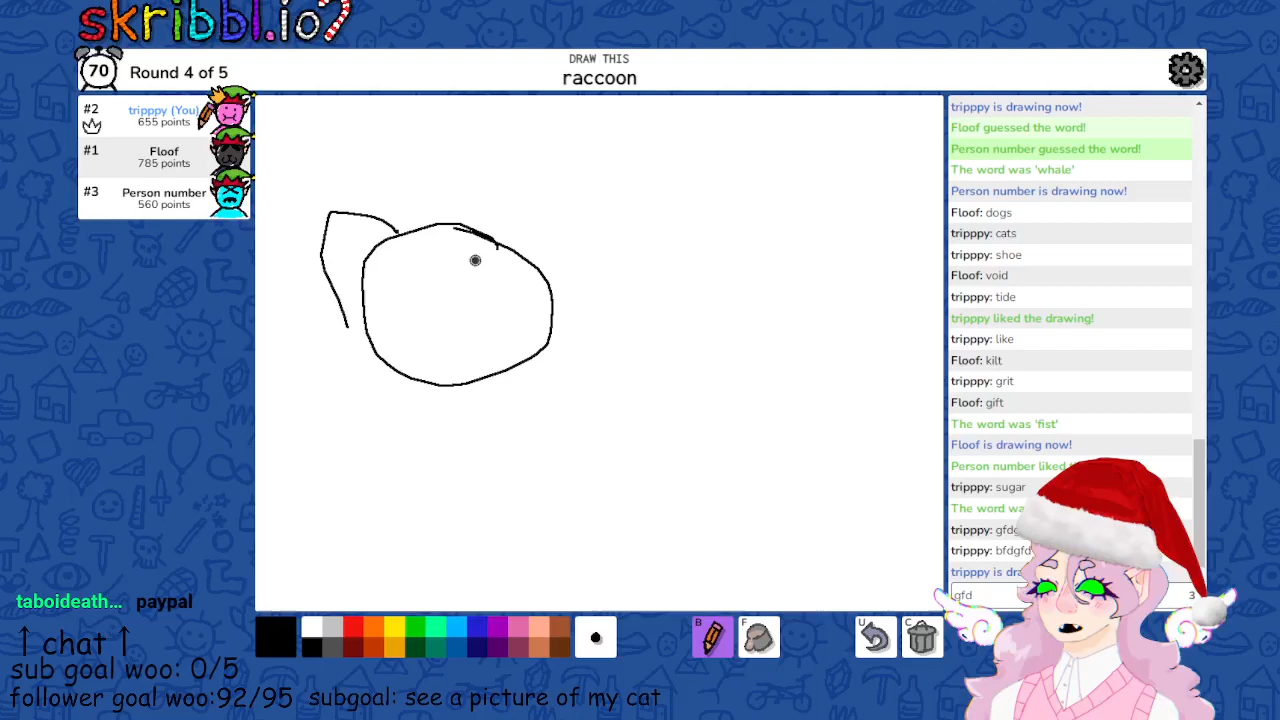 skribbl.io
70
Round 4 of 5
DRAW THIS
raccoon
#2
tripppy (You)
655 points
#1
Floof
785 points
#3
Person number
560 points
tripppy is drawing now!
Floof guessed the word!
Person number guessed the word!
The word was 'whale'
Person number is drawing now!
Floof: dogs
tripppy: cats
tripppy: shoe
Floof: void
tripppy: tide
tripppy liked the drawing!
tripppy: like
Floof: kilt
tripppy: grit
Floof: gift
The word was 'fist'
Floof is drawing now!
Person number liked
tripppy: sugar
The word wa
tripppy: gfdg
tripppy: bfdgfd
tripppy is dra
gfd
3
B
F
U
C
taboideath... paypal
↑ chat ↑
sub goal woo: 0/5
follower goal woo:92/95 subgoal: see a picture of my cat